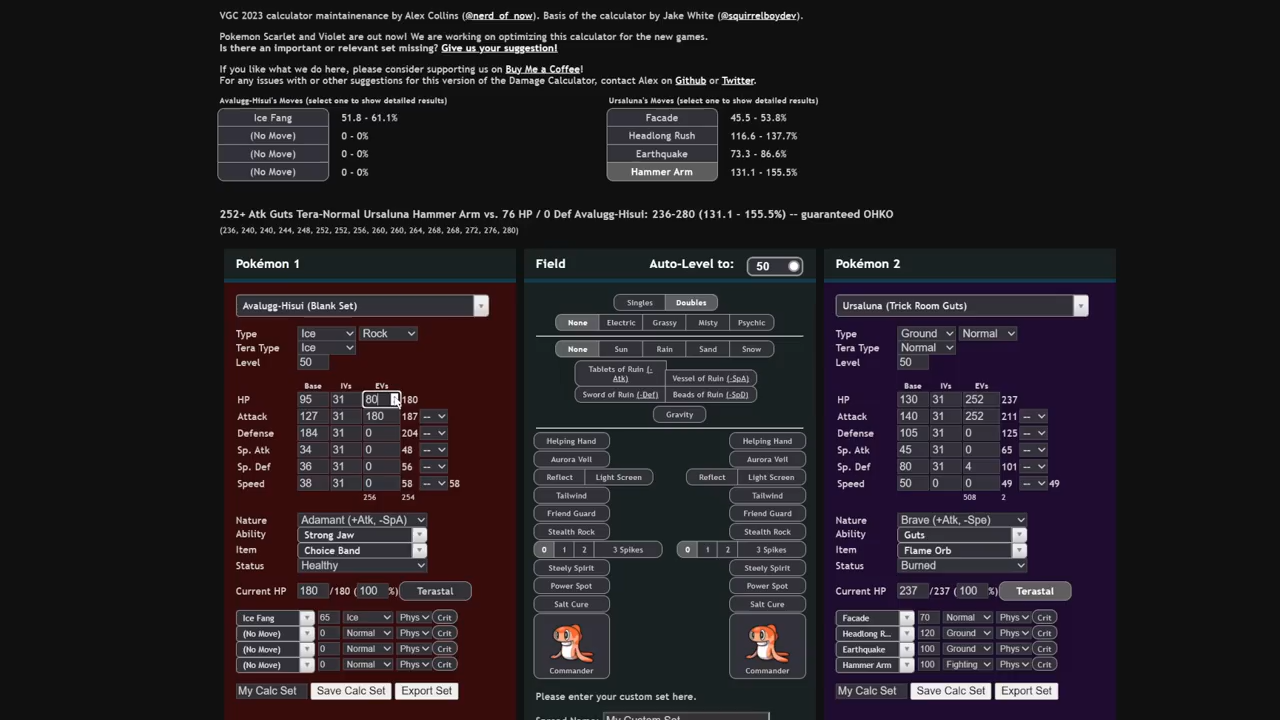 VGC 2023 calculator maintainenance by Alex Collins (@nerd_of_now). Basis of the calculator by Jake White (@squirrelboydev).
Pokemon Scarlet and Violet are out now! We are working on optimizing this calculator for the new games.
Is there an important or relevant set missing? Give us your suggestion!
If you like what we do here, please consider supporting us on Buy Me a Coffee!
For any issues with or other suggestions for this version of the Damage Calculator, contact Alex on Github or Twitter.
Avalugg-Hisui's Moves (select one to show detailed results)
Ice Fang 51.8 - 61.1%
(No Move) 0 - 0%
(No Move) 0 - 0%
(No Move) 0 - 0%
Ursaluna's Moves (select one to show detailed results)
Facade 45.5 - 53.8%
Headlong Rush 116.6 - 137.7%
Earthquake 73.3 - 86.6%
Hammer Arm 131.1 - 155.5%
252+ Atk Guts Tera-Normal Ursaluna Hammer Arm vs. 76 HP / 0 Def Avalugg-Hisui: 236-280 (131.1 - 155.5%) -- guaranteed OHKO
(236, 240, 240, 244, 248, 252, 252, 256, 260, 260, 264, 268, 268, 272, 276, 280)
Pokémon 1
Avalugg-Hisui (Blank Set)
Type Ice Rock
Tera Type Ice
Level 50
Base IVs EVs
HP 95 31 80 180
Attack 127 31 180 187 --
Defense 184 31 0 204 --
Sp. Atk 34 31 0 48 --
Sp. Def 36 31 0 56 --
Speed 38 31 0 58 -- 58
256 254
Nature Adamant (+Atk, -SpA)
Ability Strong Jaw
Item Choice Band
Status Healthy
Current HP 180 /180 ( 100 %) Terastal
Ice Fang 65 Ice Phys Crit
(No Move) 0 Normal Phys Crit
(No Move) 0 Normal Phys Crit
(No Move) 0 Normal Phys Crit
My Calc Set Save Calc Set Export Set
Field Auto-Level to: 50
Singles Doubles
None Electric Grassy Misty Psychic
None Sun Rain Sand Snow
Tablets of Ruin (-Atk) Vessel of Ruin (-SpA)
Sword of Ruin (-Def) Beads of Ruin (-SpD)
Gravity
Helping Hand Helping Hand
Aurora Veil Aurora Veil
Reflect Light Screen Reflect Light Screen
Tailwind Tailwind
Friend Guard Friend Guard
Stealth Rock Stealth Rock
0 1 2 3 Spikes 0 1 2 3 Spikes
Steely Spirit Steely Spirit
Power Spot Power Spot
Salt Cure Salt Cure
Commander Commander
Please enter your custom set here.
Spread Name: My Custom Set
Pokémon 2
Ursaluna (Trick Room Guts)
Type Ground Normal
Tera Type Normal
Level 50
Base IVs EVs
HP 130 31 252 237
Attack 140 31 252 211 --
Defense 105 31 0 125 --
Sp. Atk 45 31 0 65 --
Sp. Def 80 31 4 101 --
Speed 50 0 0 49 -- 49
508 2
Nature Brave (+Atk, -Spe)
Ability Guts
Item Flame Orb
Status Burned
Current HP 237 /237 ( 100 %) Terastal
Facade 70 Normal Phys Crit
Headlong R... 120 Ground Phys Crit
Earthquake 100 Ground Phys Crit
Hammer Arm 100 Fighting Phys Crit
My Calc Set Save Calc Set Export Set